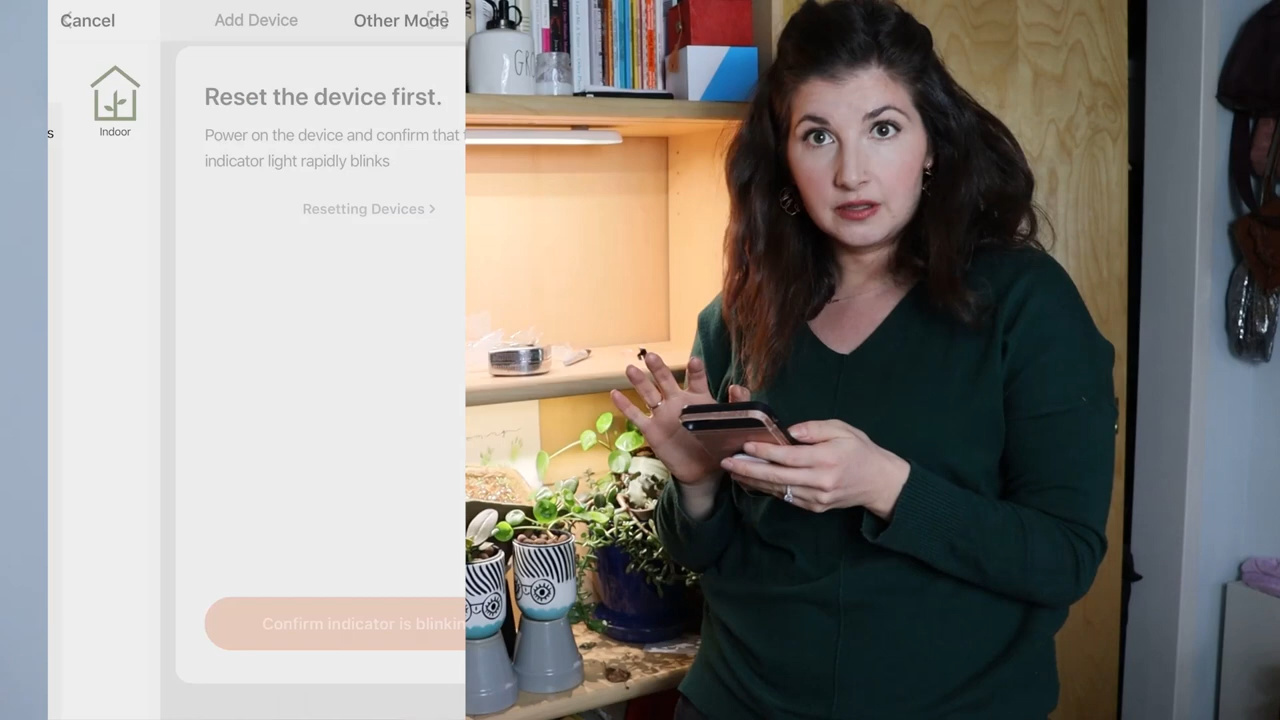 Cancel
Add Device
Other Mode
Indoor
s
Reset the device first.
Power on the device and confirm that
indicator light rapidly blinks
Resetting Devices >
Confirm indicator is blinkin
GR